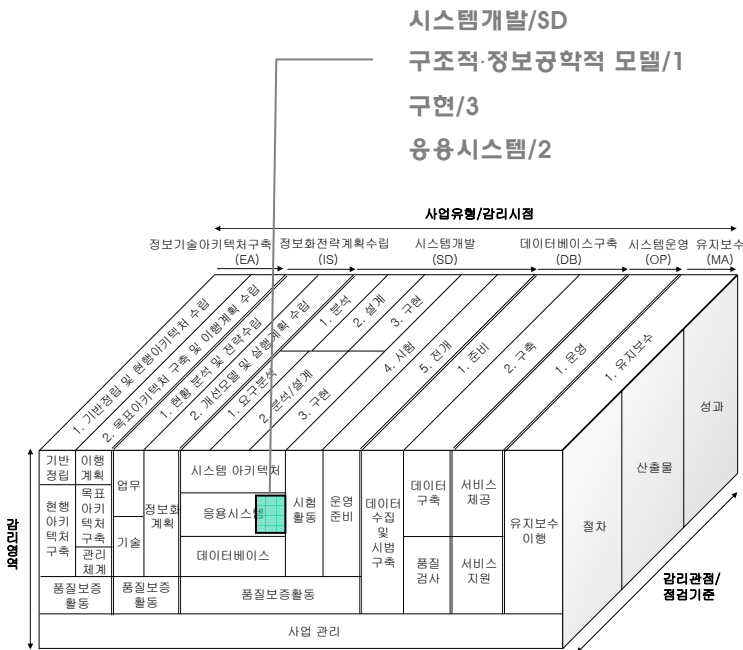 시스템개발/SD
구조적·정보공학적 모델/1
구현/3
응용시스템/2
사업유형/감리시점
정보기술아키텍처구축
(EA)
정보화전략계획수립
(IS)
시스템개발
(SD)
데이터베이스구축
(DB)
시스템운영
(OP)
유지보수
(MA)
1. 기반정립 및 현행아키텍처 수립
2. 목표아키텍처 구축 및 이행계획 수립
1. 현황 분석 및 전략수립
2. 개선모델 및 실행계획 수립
1. 분석
2. 설계
3. 구현
1. 요구분석
2. 분석/설계
3. 구현
4. 시험
5. 전개
1. 준비
2. 구축
1. 운영
1. 유지보수
감리영역
기반
정립
이행
계획
현행
아키
텍처
구축
목표
아키
텍처
구축
관리
체계
품질보증
활동
업무
기술
정보화
계획
품질보증
활동
시스템 아키텍처
응용시스템
데이터베이스
시험
활동
운영
준비
품질보증활동
데이터
수집
및
시범
구축
데이터
구축
품질
검사
서비스
제공
서비스
지원
유지보수
이행
사업 관리
절차
산출물
성과
감리관점/
점검기준